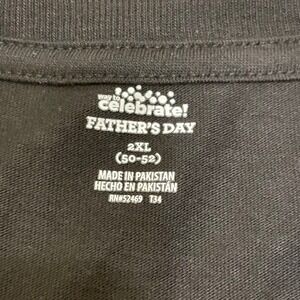 way to
celebrate!
FATHER'S DAY
2XL
(50-52)
MADE IN PAKISTAN
HECHO EN PAKISTÁN
RN#52469 T34